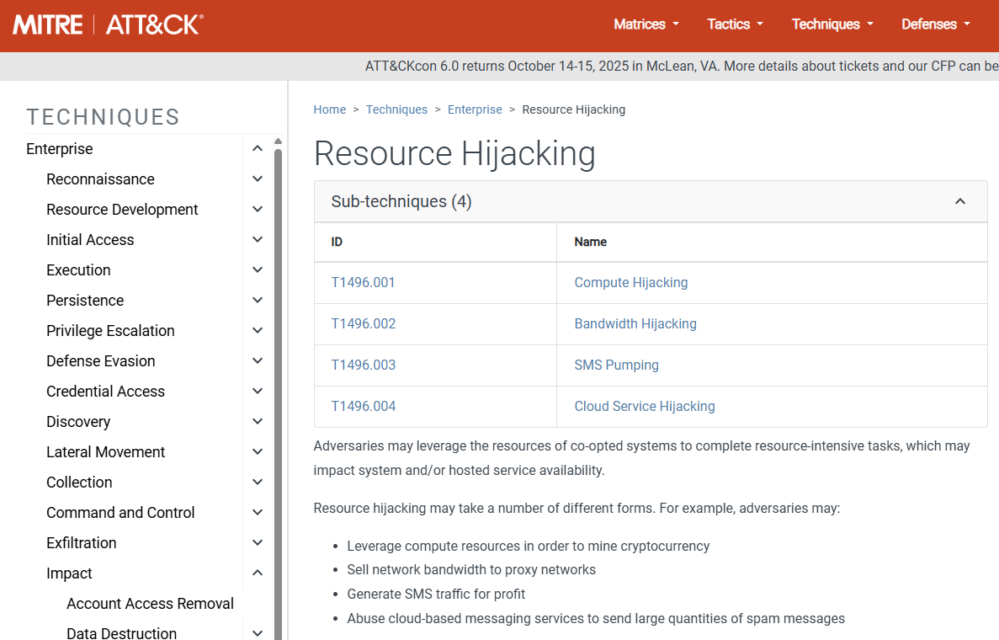 MITRE | ATT&CK®
Matrices
Tactics
Techniques
Defenses
ATT&CKcon 6.0 returns October 14-15, 2025 in McLean, VA. More details about tickets and our CFP can be
TECHNIQUES
Enterprise
Reconnaissance
Resource Development
Initial Access
Execution
Persistence
Privilege Escalation
Defense Evasion
Credential Access
Discovery
Lateral Movement
Collection
Command and Control
Exfiltration
Impact
Account Access Removal
Data Destruction
Home > Techniques > Enterprise > Resource Hijacking
Resource Hijacking
Sub-techniques (4)
ID Name
T1496.001 Compute Hijacking
T1496.002 Bandwidth Hijacking
T1496.003 SMS Pumping
T1496.004 Cloud Service Hijacking
Adversaries may leverage the resources of co-opted systems to complete resource-intensive tasks, which may
impact system and/or hosted service availability.
Resource hijacking may take a number of different forms. For example, adversaries may:
• Leverage compute resources in order to mine cryptocurrency
• Sell network bandwidth to proxy networks
• Generate SMS traffic for profit
• Abuse cloud-based messaging services to send large quantities of spam messages